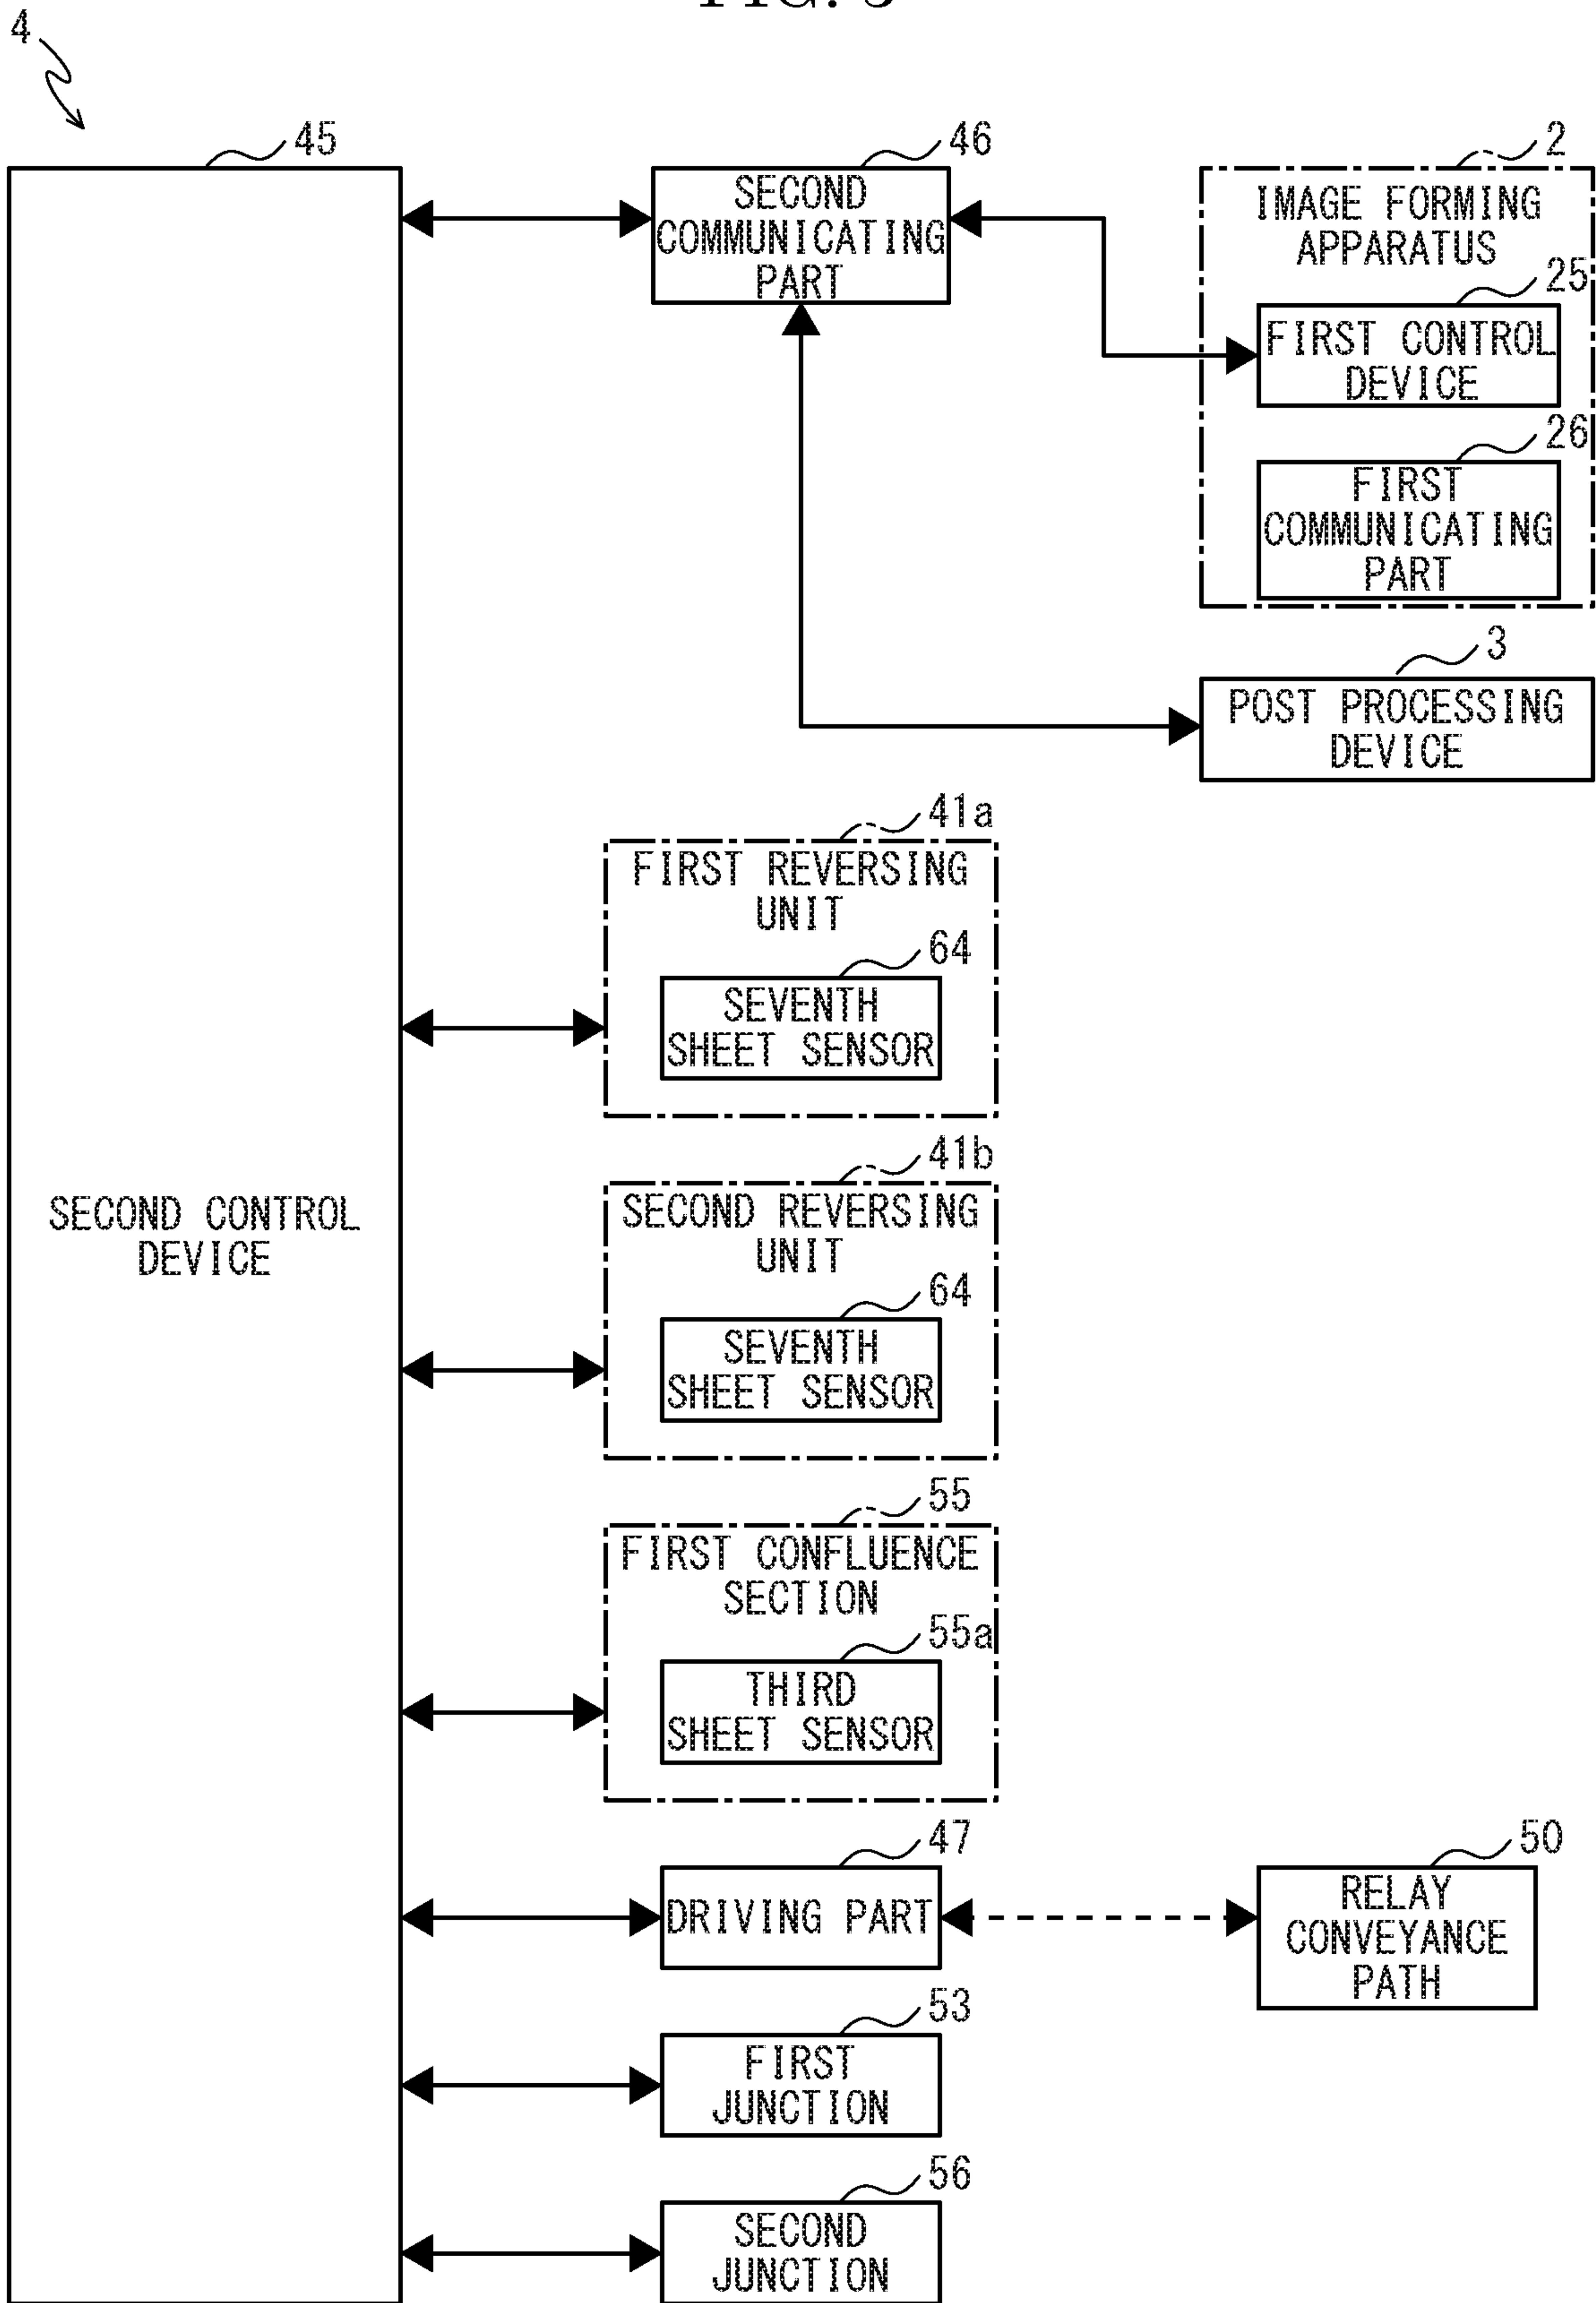 4
45
SECOND CONTROL
DEVICE
46
SECOND
COMMUNICATING
PART
2
IMAGE FORMING
APPARATUS
25
FIRST CONTROL
DEVICE
26
FIRST
COMMUNICATING
PART
3
POST PROCESSING
DEVICE
41a
FIRST REVERSING
UNIT
64
SEVENTH
SHEET SENSOR
41b
SECOND REVERSING
UNIT
64
SEVENTH
SHEET SENSOR
55
FIRST CONFLUENCE
SECTION
55a
THIRD
SHEET SENSOR
47
DRIVING PART
50
RELAY
CONVEYANCE
PATH
53
FIRST
JUNCTION
56
SECOND
JUNCTION